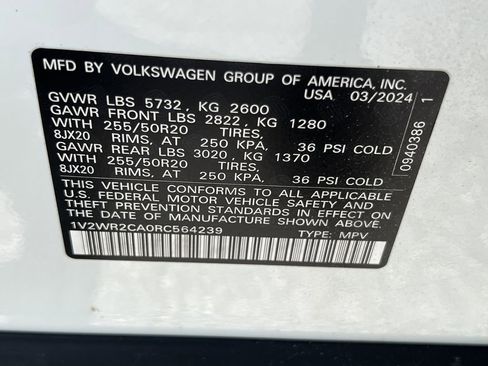 MFD BY VOLKSWAGEN GROUP OF AMERICA, INC.
USA 03/2024
GVWR LBS 5732, KG 2600
GAWR FRONT LBS 2822, KG 1280
WITH 255/50R20 TIRES,
8JX20 RIMS, AT 250 KPA, 36 PSI COLD
GAWR REAR LBS 3020, KG 1370
WITH 255/50R20 TIRES,
8JX20 RIMS, AT 250 KPA, 36 PSI COLD
THIS VEHICLE CONFORMS TO ALL APPLICABLE
U.S. FEDERAL MOTOR VEHICLE SAFETY AND
THEFT PREVENTION STANDARDS IN EFFECT ON
THE DATE OF MANUFACTURE SHOWN ABOVE.
1V2WR2CA0RC564239 TYPE: MPV
0940386 1